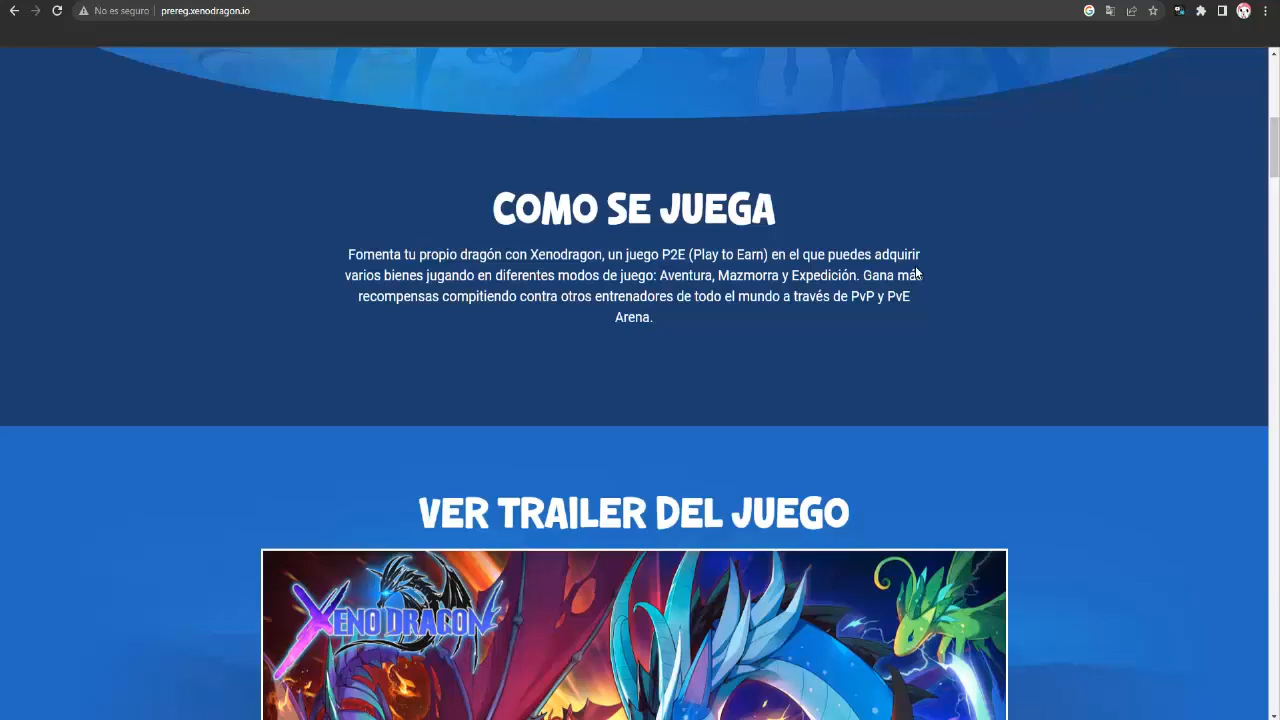 No es seguro | prereg.xenodragon.io
COMO SE JUEGA
Fomenta tu propio dragón con Xenodragon, un juego P2E (Play to Earn) en el que puedes adquirir
varios bienes jugando en diferentes modos de juego: Aventura, Mazmorra y Expedición. Gana más
recompensas compitiendo contra otros entrenadores de todo el mundo a través de PvP y PvE
Arena.
VER TRAILER DEL JUEGO
XENO DRAGON